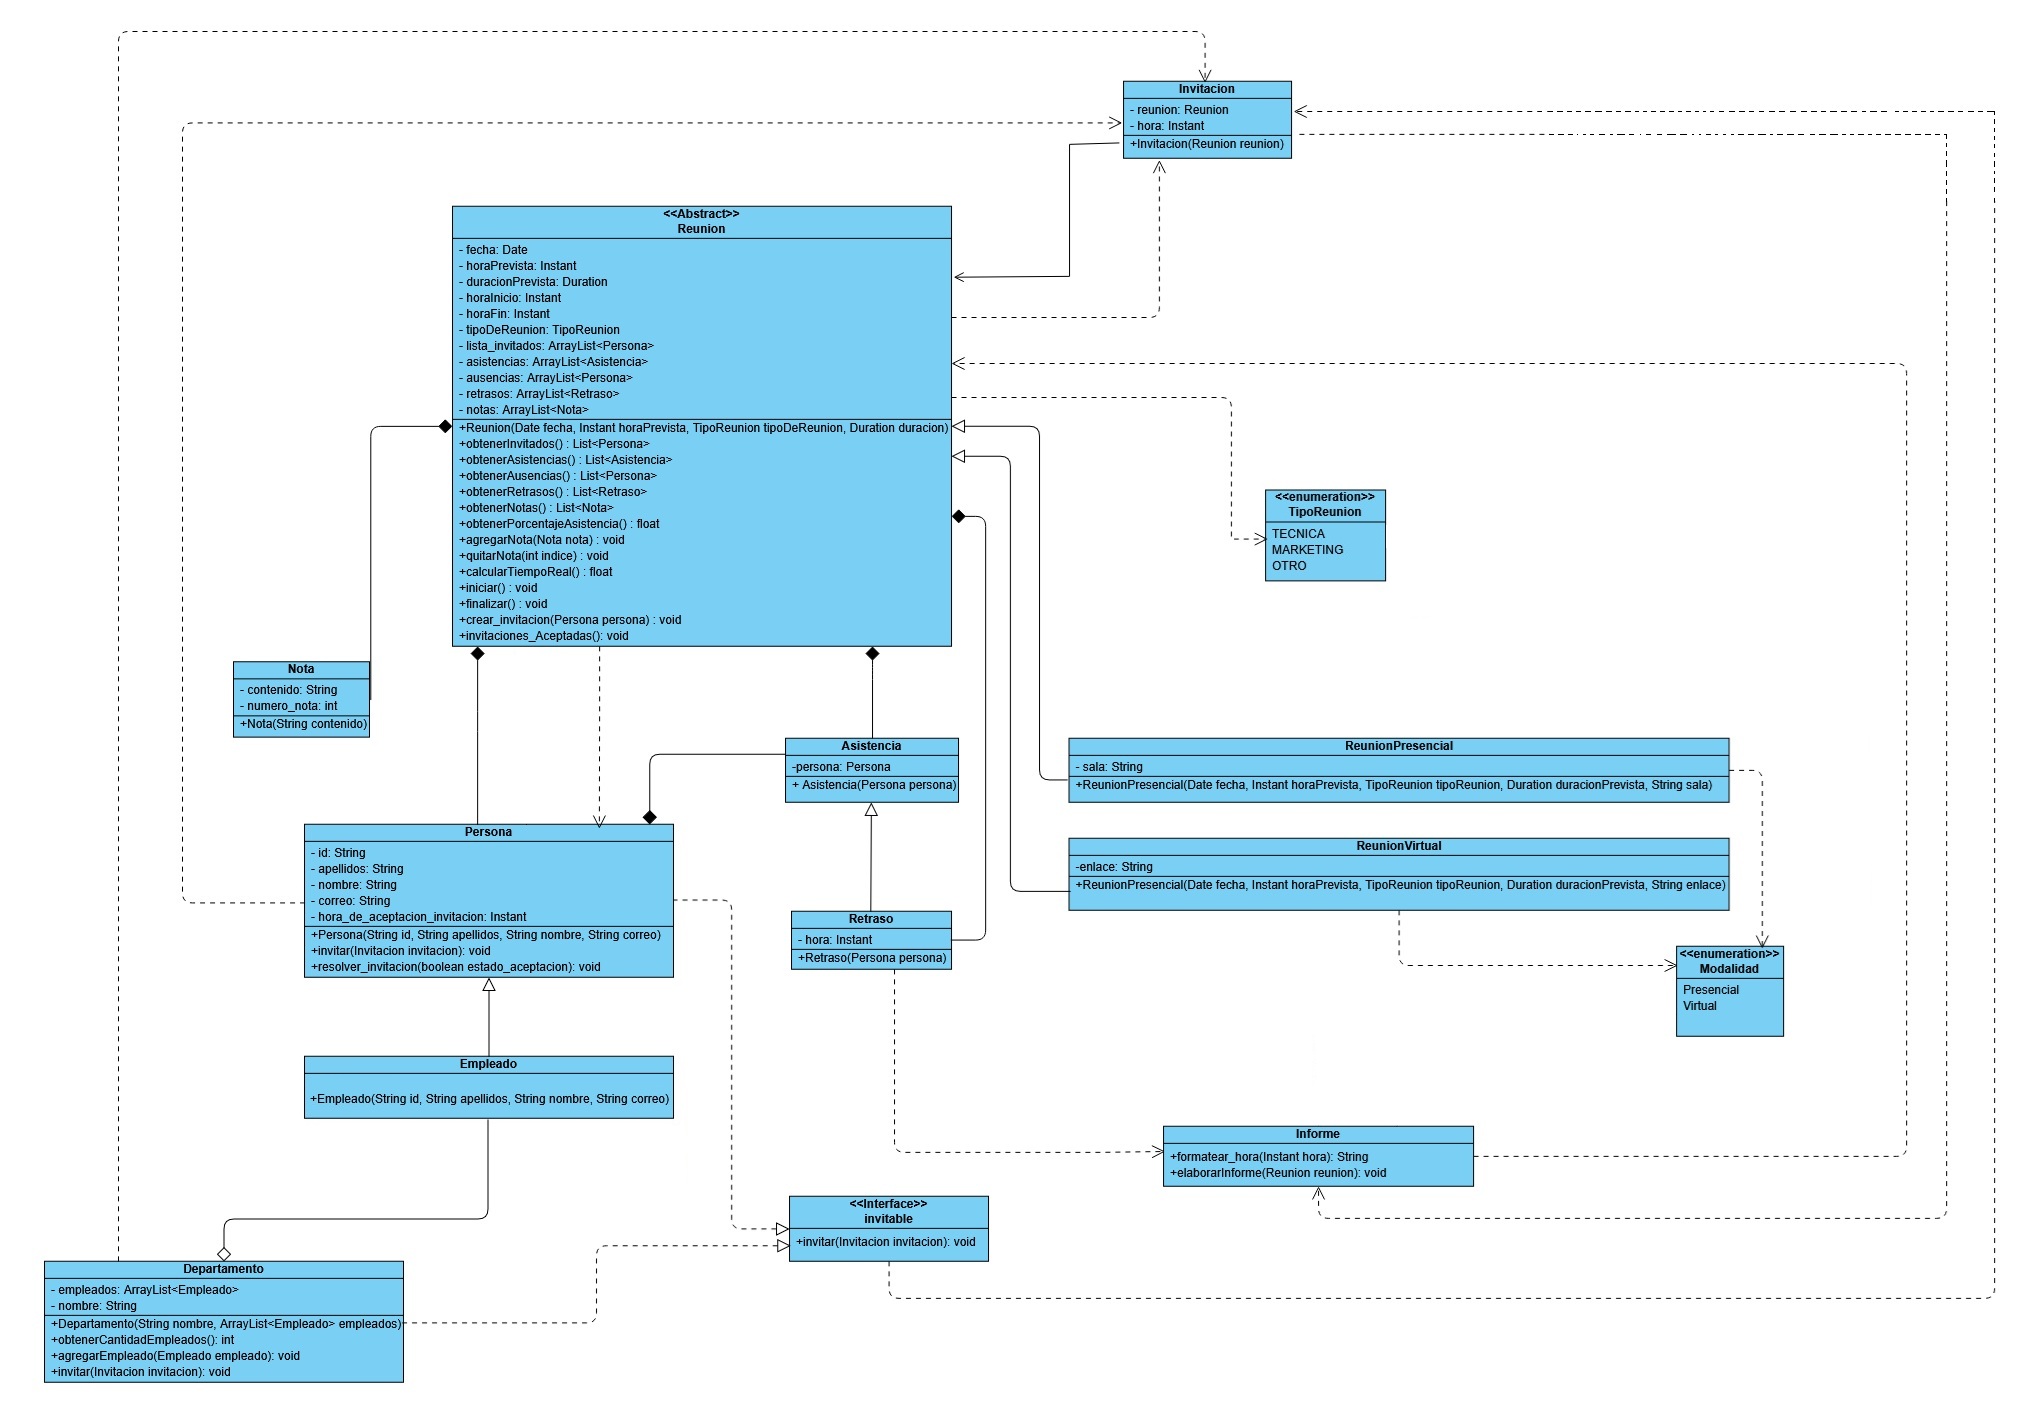 Invitacion
- reunion: Reunion
- hora: Instant
+Invitacion(Reunion reunion)
<<Abstract>>
Reunion
- fecha: Date
- horaPrevista: Instant
- duracionPrevista: Duration
- horaInicio: Instant
- horaFin: Instant
- tipoDeReunion: TipoReunion
- lista_invitados: ArrayList<Persona>
- asistencias: ArrayList<Asistencia>
- ausencias: ArrayList<Persona>
- retrasos: ArrayList<Retraso>
- notas: ArrayList<Nota>
+Reunion(Date fecha, Instant horaPrevista, TipoReunion tipoDeReunion, Duration duracion)
+obtenerInvitados() : List<Persona>
+obtenerAsistencias() : List<Asistencia>
+obtenerAusencias() : List<Persona>
+obtenerRetrasos() : List<Retraso>
+obtenerNotas() : List<Nota>
+obtenerPorcentajeAsistencia() : float
+agregarNota(Nota nota) : void
+quitarNota(int indice) : void
+calcularTiempoReal() : float
+iniciar() : void
+finalizar() : void
+crear_invitacion(Persona persona) : void
+invitaciones_Aceptadas(): void
<<enumeration>>
TipoReunion
TECNICA
MARKETING
OTRO
Nota
- contenido: String
- numero_nota: int
+Nota(String contenido)
Asistencia
-persona: Persona
+ Asistencia(Persona persona)
ReunionPresencial
- sala: String
+ReunionPresencial(Date fecha, Instant horaPrevista, TipoReunion tipoReunion, Duration duracionPrevista, String sala)
Persona
- id: String
- apellidos: String
- nombre: String
- correo: String
- hora_de_aceptacion_invitacion: Instant
+Persona(String id, String apellidos, String nombre, String correo)
+invitar(Invitacion invitacion): void
+resolver_invitacion(boolean estado_aceptacion): void
ReunionVirtual
-enlace: String
+ReunionPresencial(Date fecha, Instant horaPrevista, TipoReunion tipoReunion, Duration duracionPrevista, String enlace)
Retraso
- hora: Instant
+Retraso(Persona persona)
<<enumeration>>
Modalidad
Presencial
Virtual
Empleado
+Empleado(String id, String apellidos, String nombre, String correo)
Informe
+formatear_hora(Instant hora): String
+elaborarInforme(Reunion reunion): void
<<Interface>>
invitable
+invitar(Invitacion invitacion): void
Departamento
- empleados: ArrayList<Empleado>
- nombre: String
+Departamento(String nombre, ArrayList<Empleado> empleados)
+obtenerCantidadEmpleados(): int
+agregarEmpleado(Empleado empleado): void
+invitar(Invitacion invitacion): void